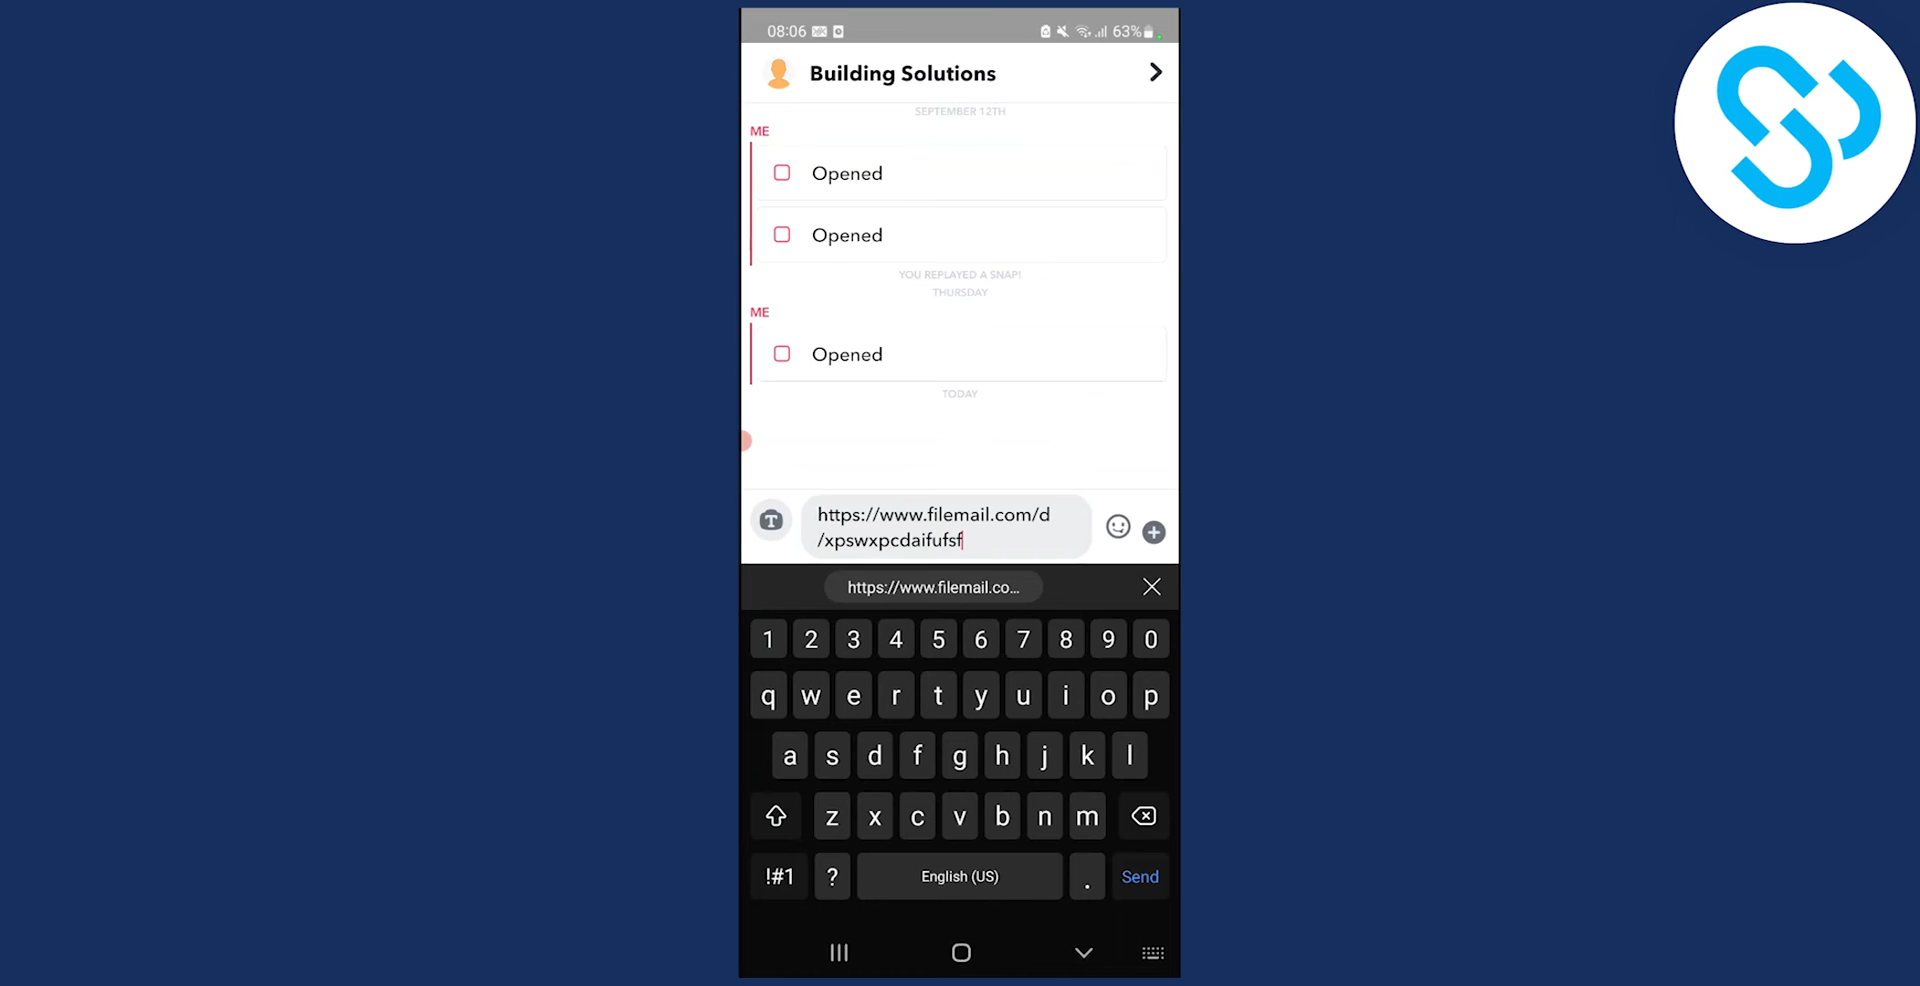 08:06 63%
Building Solutions
SEPTEMBER 12TH
ME
Opened
Opened
YOU REPLAYED A SNAP!
THURSDAY
ME
Opened
TODAY
T
https://www.filemail.com/d
/xpswxpcdaifufsf
https://www.filemail.co...
1 2 3 4 5 6 7 8 9 0
q w e r t y u i o p
a s d f g h j k l
z x c v b n m
!#1 ? English (US) . Send